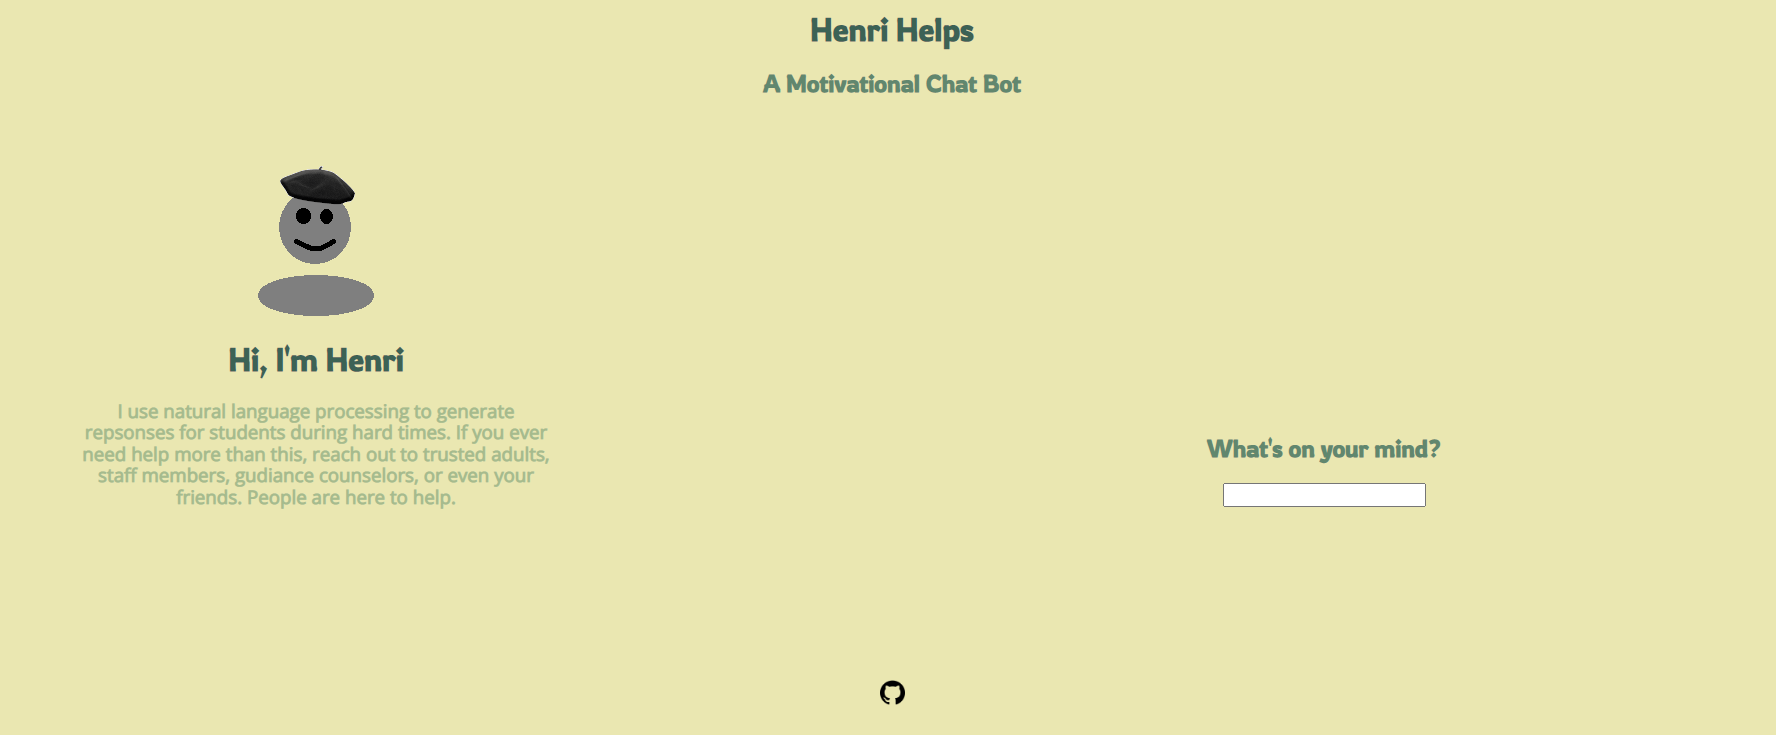 Henri Helps
A Motivational Chat Bot
Hi, I'm Henri
I use natural language processing to generate
repsonses for students during hard times. If you ever
need help more than this, reach out to trusted adults,
staff members, gudiance counselors, or even your
friends. People are here to help.
What's on your mind?